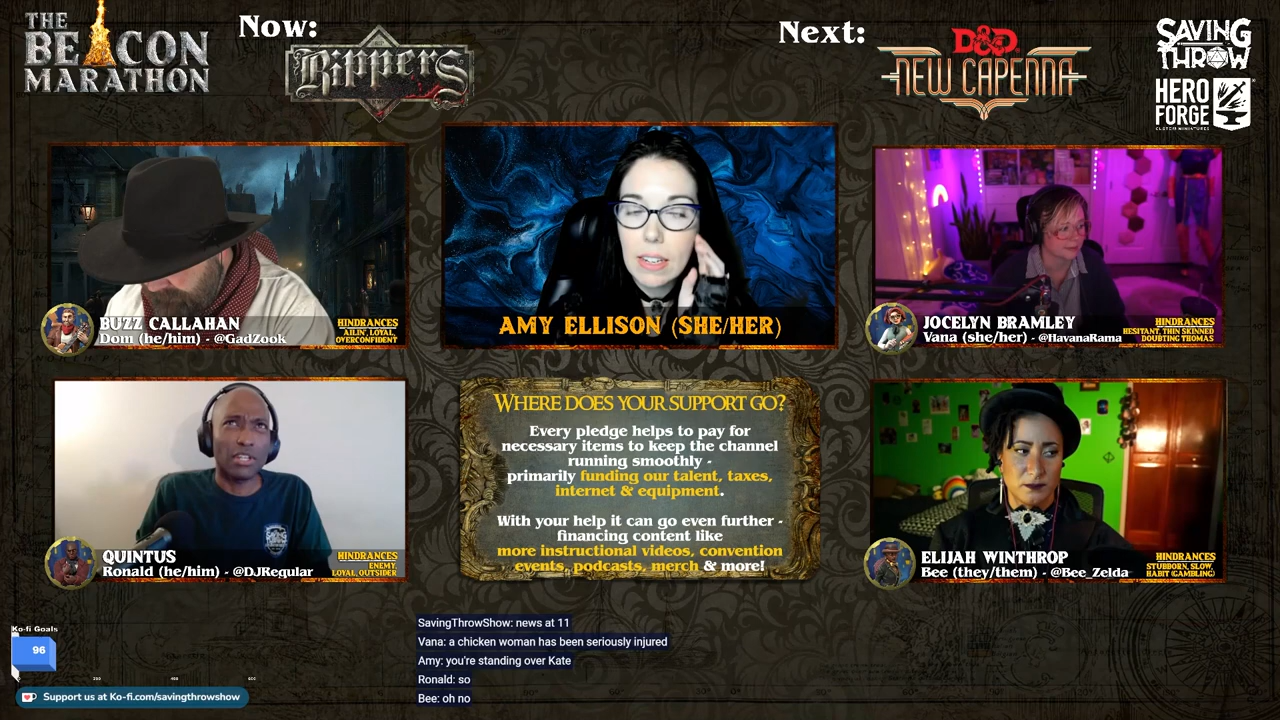 THE
BEACON
MARATHON
Now:
Rippers
Next:
D&D
NEW CAPENNA
SAVING
THROW
HERO
FORGE
CUSTOM MINIATURES
BUZZ CALLAHAN
Dom (he/him) - @GadZook
HINDRANCES
AILIN', LOYAL,
OVERCONFIDENT
AMY ELLISON (SHE/HER)
JOCELYN BRAMLEY
Vana (she/her) - @HavanaRama
HINDRANCES
HESITANT, THIN SKINNED
DOUBTING THOMAS
QUINTUS
Ronald (he/him) - @DJRegular
HINDRANCES
ENEMY,
LOYAL, OUTSIDER
WHERE DOES YOUR SUPPORT GO?
Every pledge helps to pay for
necessary items to keep the channel
running smoothly -
primarily funding our talent, taxes,
internet & equipment.
With your help it can go even further -
financing content like
more instructional videos, convention
events, podcasts, merch & more!
ELIJAH WINTHROP
Bee (they/them) - @Bee_Zelda
HINDRANCES
STUBBORN, SLOW,
HABIT (GAMBLING)
SavingThrowShow: news at 11
Vana: a chicken woman has been seriously injured
Amy: you're standing over Kate
Ronald: so
Bee: oh no
Ko-fi Goals
96
Support us at Ko-fi.com/savingthrowshow